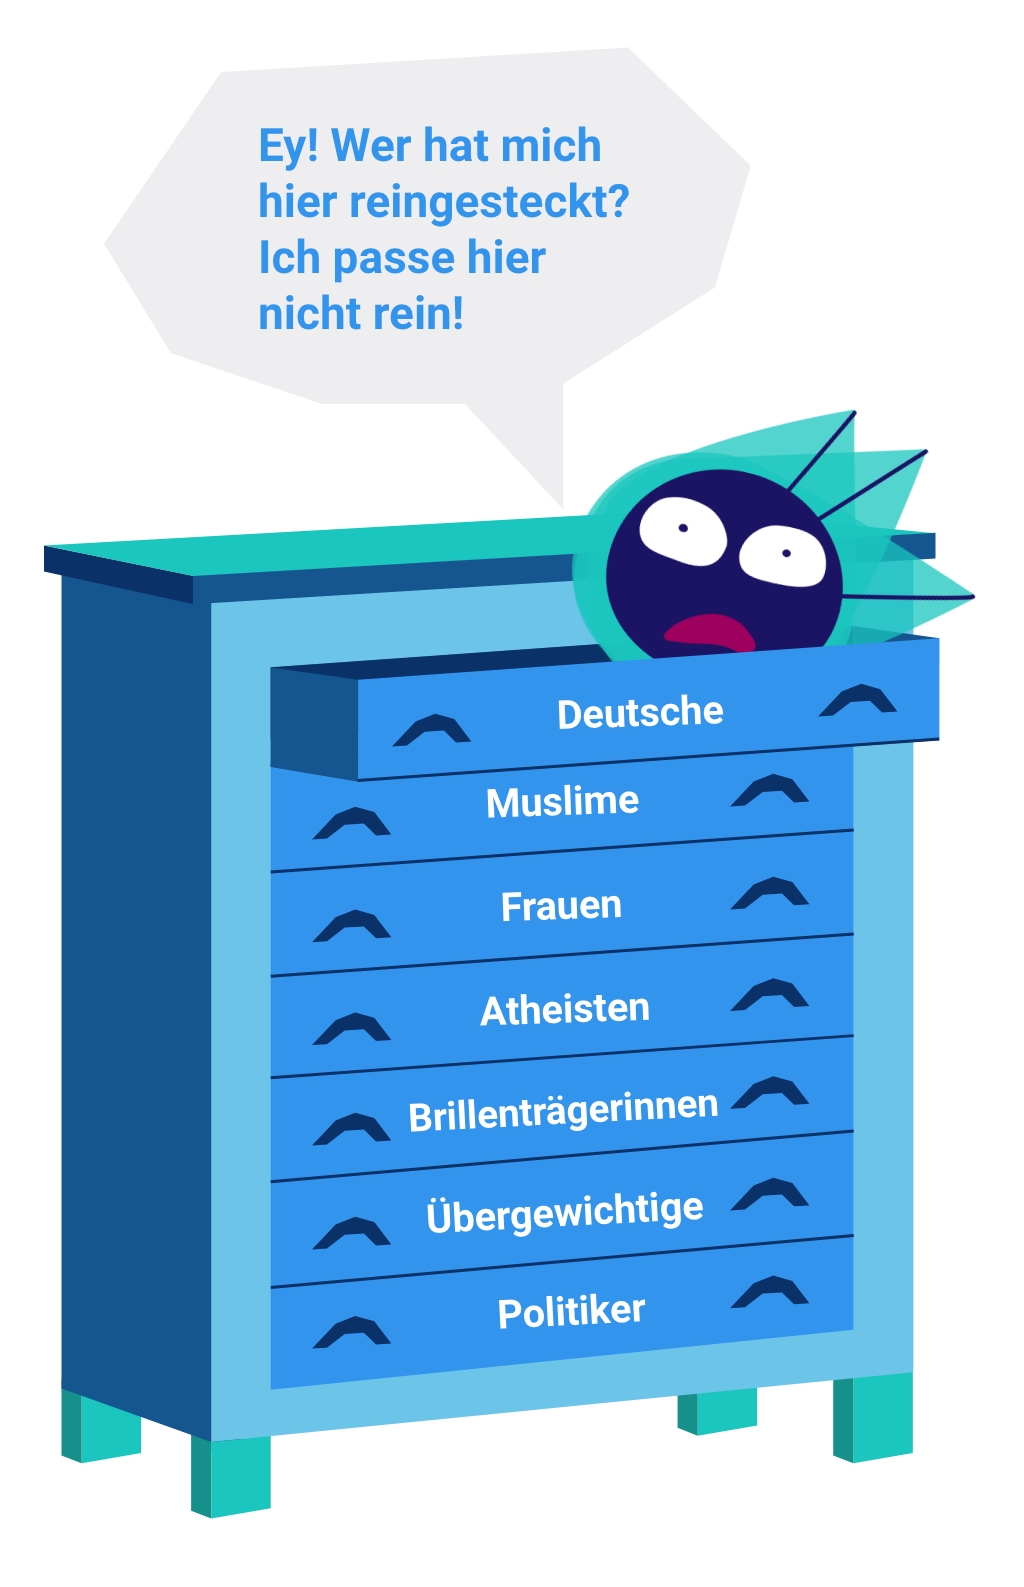 Ey! Wer hat mich
hier reingesteckt?
Ich passe hier
nicht rein!
Deutsche
Muslime
Frauen
Atheisten
Brillenträgerinnen
Übergewichtige
Politiker